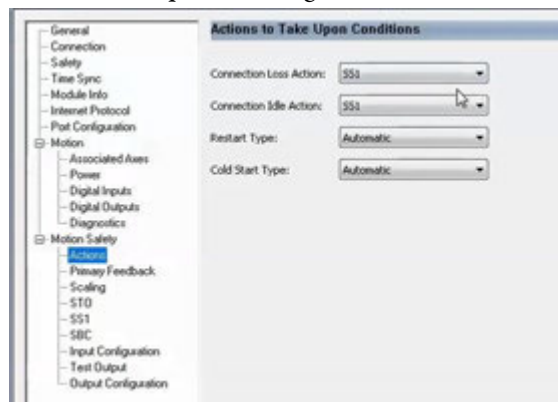 General
Connection
Safety
Time Sync
Module Info
Internet Protocol
Port Configuration
Motion
Associated Axes
Power
Digital Inputs
Digital Outputs
Diagnostics
Motion Safety
Actions
Primary Feedback
Scaling
STO
SS1
SBC
Input Configuration
Test Output
Output Configuration
Actions to Take Upon Conditions
Connection Loss Action: SS1
Connection Idle Action: SS1
Restart Type: Automatic
Cold Start Type: Automatic